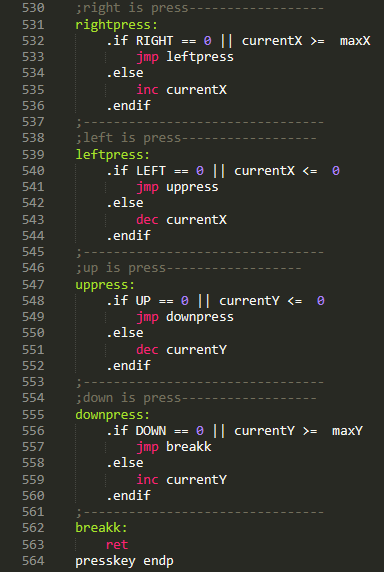 530 ;right is press------------------
531 rightpress:
532 .if RIGHT == 0 || currentX >=  maxX
533 jmp leftpress
534 .else
535 inc currentX
536 .endif
537 ;--------------------------------
538 ;left is press------------------
539 leftpress:
540 .if LEFT == 0 || currentX <=  0
541 jmp uppress
542 .else
543 dec currentX
544 .endif
545 ;--------------------------------
546 ;up is press------------------
547 uppress:
548 .if UP == 0 || currentY <=  0
549 jmp downpress
550 .else
551 dec currentY
552 .endif
553 ;--------------------------------
554 ;down is press------------------
555 downpress:
556 .if DOWN == 0 || currentY >=  maxY
557 jmp breakk
558 .else
559 inc currentY
560 .endif
561 ;--------------------------------
562 breakk:
563 ret
564 presskey endp